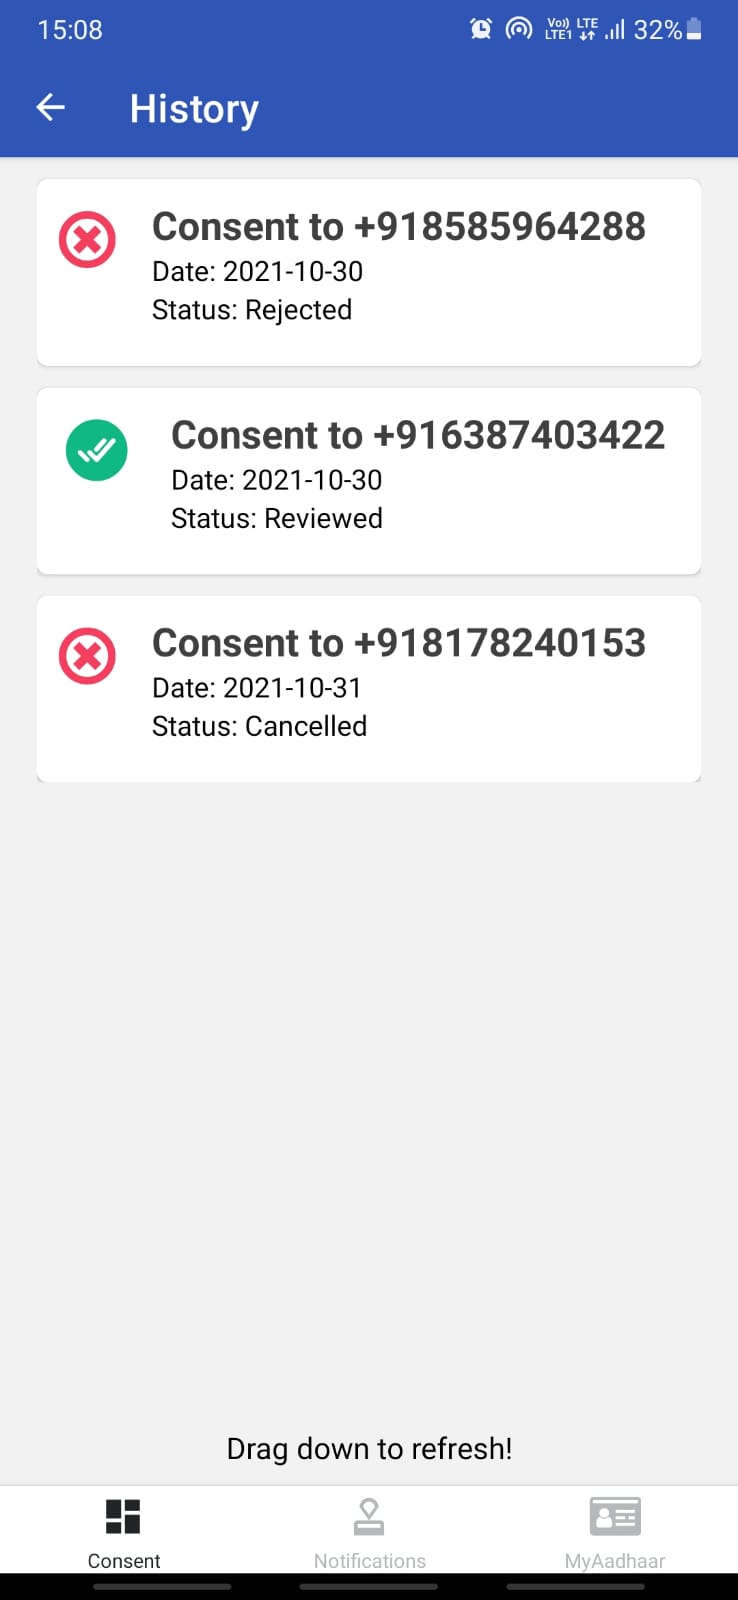 15:08
Vo)) LTE
LTE1
32%
History
Consent to +918585964288
Date: 2021-10-30
Status: Rejected
Consent to +916387403422
Date: 2021-10-30
Status: Reviewed
Consent to +918178240153
Date: 2021-10-31
Status: Cancelled
Drag down to refresh!
Consent
Notifications
MyAadhaar